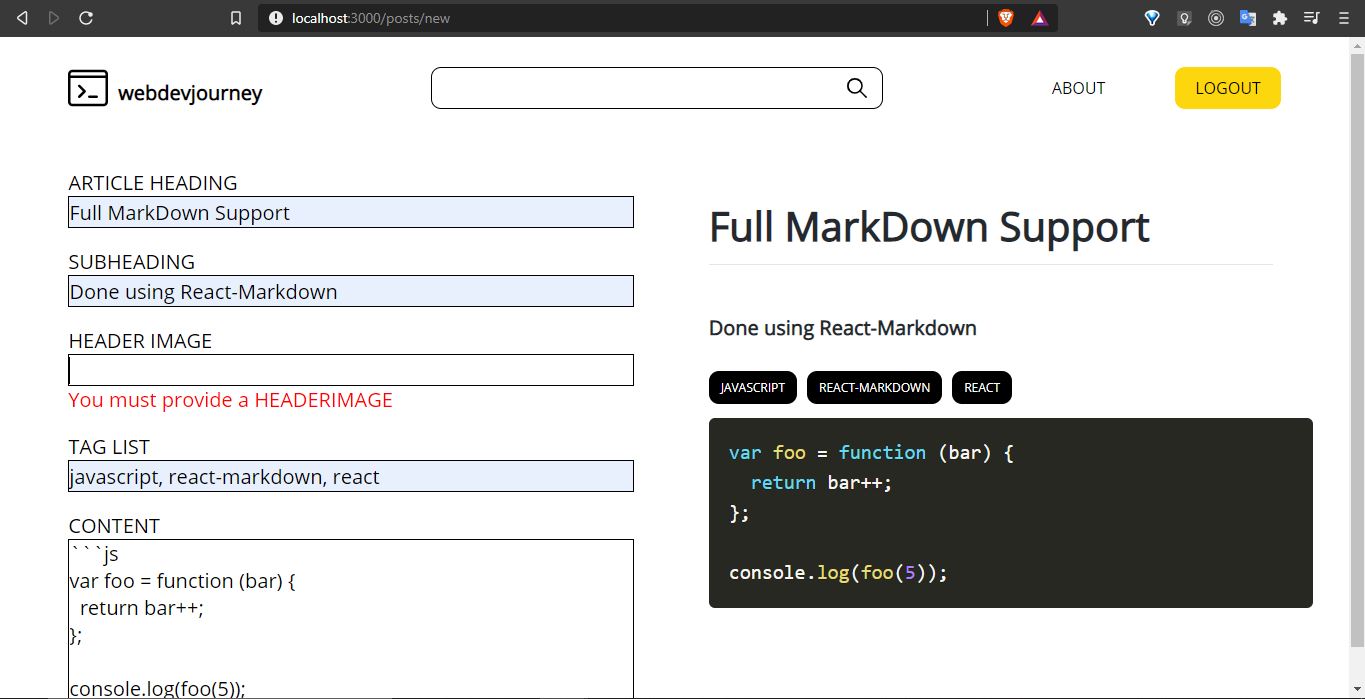 localhost:3000/posts/new
webdevjourney
ABOUT
LOGOUT
ARTICLE HEADING
Full MarkDown Support
SUBHEADING
Done using React-Markdown
HEADER IMAGE
You must provide a HEADERIMAGE
TAG LIST
javascript, react-markdown, react
CONTENT
```js
var foo = function (bar) {
  return bar++;
};

console.log(foo(5));
Full MarkDown Support
Done using React-Markdown
JAVASCRIPT REACT-MARKDOWN REACT
var foo = function (bar) {
  return bar++;
};

console.log(foo(5));